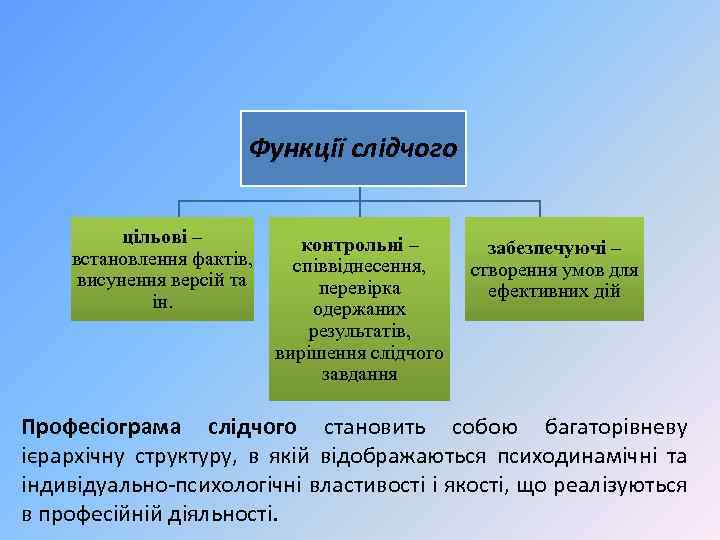 Функції слідчого
цільові –
встановлення фактів,
висунення версій та
ін.
контрольні –
співвіднесення,
перевірка
одержаних
результатів,
вирішення слідчого
завдання
забезпечуючі –
створення умов для
ефективних дій
Професіограма слідчого становить собою багаторівневу
ієрархічну структуру, в якій відображаються психодинамічні та
індивідуально-психологічні властивості і якості, що реалізуються
в професійній діяльності.